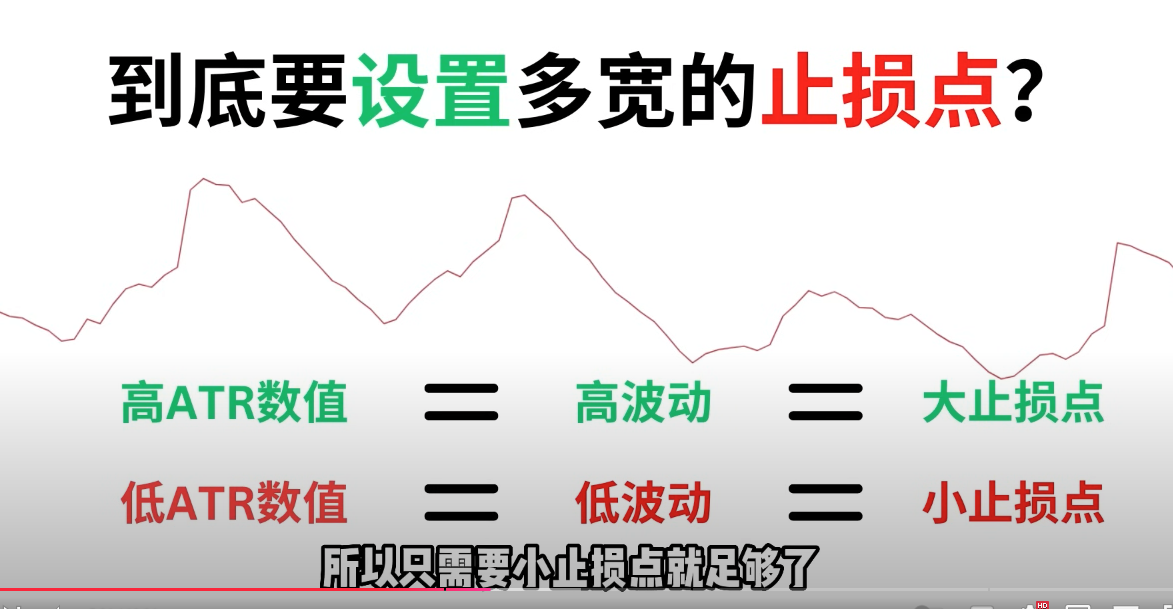 到底要设置多宽的止损点?
高ATR数值 = 高波动 = 大止损点
低ATR数值 = 低波动 = 小止损点
所以只需要小止损点就足够了
HD